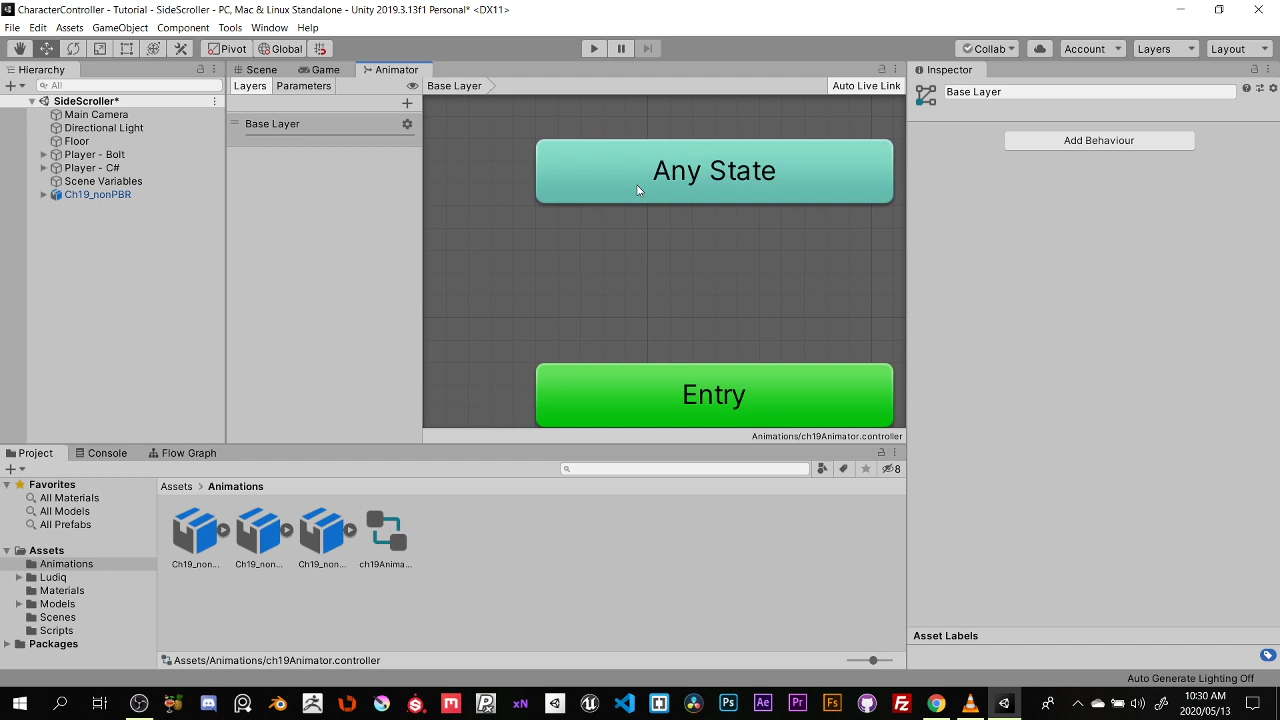 CharacterController - Tutorial - SideScroller - PC, Mac & Linux Standalone - Unity 2019.3.13f1 Personal* <DX11>
File Edit Assets GameObject Component Tools Window Help
Pivot Global Collab Account Layers Layout
Hierarchy
All
SideScroller*
Main Camera
Directional Light
Floor
Player - Bolt
Player - C#
Scene Variables
Ch19_nonPBR
Scene Game Animator
Layers Parameters Base Layer Auto Live Link
Base Layer
Any State
Entry
Animations/ch19Animator.controller
Inspector
Base Layer
Add Behaviour
Project Console Flow Graph
8
Favorites
All Materials
All Models
All Prefabs
Assets
Animations
Ludiq
Materials
Models
Scenes
Scripts
Packages
Assets > Animations
Ch19_non... Ch19_non... Ch19_non... ch19Anima...
Assets/Animations/ch19Animator.controller
Asset Labels
Auto Generate Lighting Off
Ps Ae Pr Fs
10:30 AM
2020/05/13